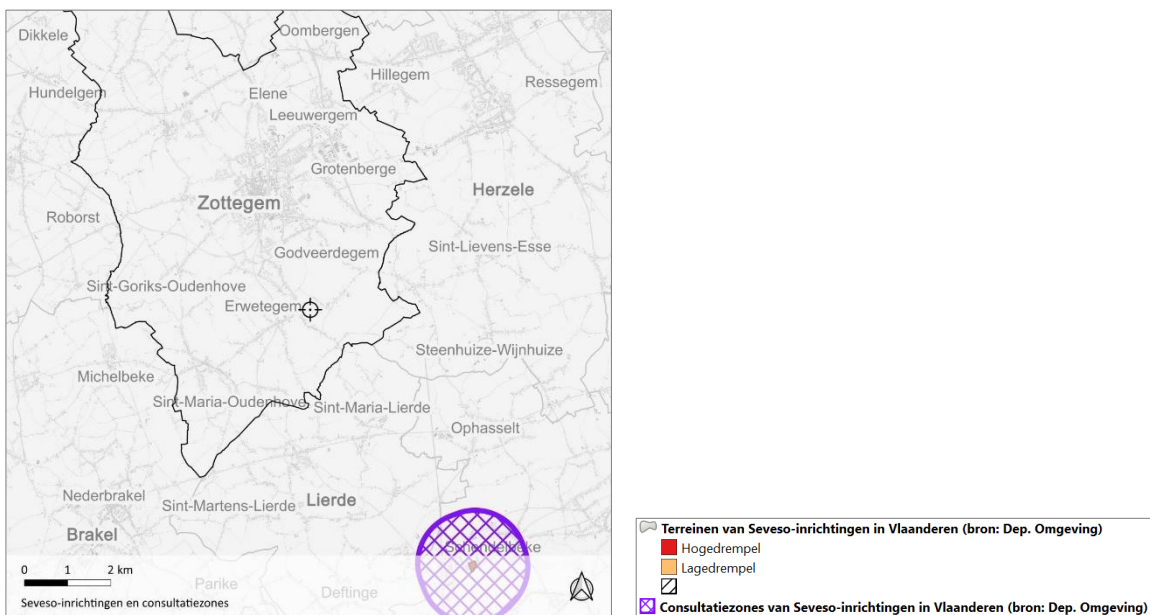 Dikkele
Oombergen
Hillegem
Ressegem
Hundelgem
Elene
Leeuwergem
Grotenberge
Herzele
Zottegem
Roborst
Godveerdegem
Sint-Lievens-Esse
Sint-Goriks-Oudenhove
Erwetegem
Steenhuize-Wijnhuize
Michelbeke
Sint-Maria-Oudenhove
Sint-Maria-Lierde
Ophasselt
Nederbrakel
Sint-Martens-Lierde
Lierde
Brakel
Schendelbeke
0 1 2 km
Parike
Deftinge
Seveso-inrichtingen en consultatiezones
Terreinen van Seveso-inrichtingen in Vlaanderen (bron: Dep. Omgeving)
Hogedrempel
Lagedrempel
Consultatiezones van Seveso-inrichtingen in Vlaanderen (bron: Dep. Omgeving)